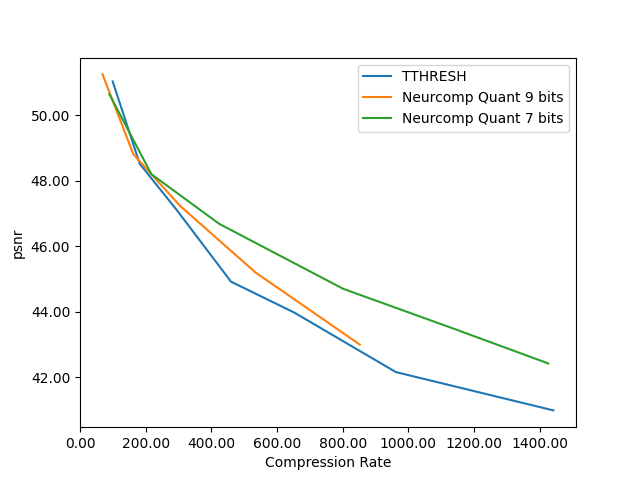 TTHRESH
Neurcomp Quant 9 bits
Neurcomp Quant 7 bits
psnr
50.00
48.00
46.00
44.00
42.00
0.00 200.00 400.00 600.00 800.00 1000.00 1200.00 1400.00
Compression Rate